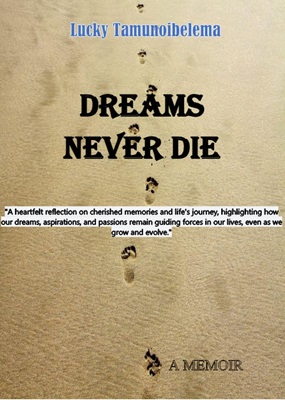 Lucky Tamunoibelema
DREAMS
NEVER DIE
"A heartfelt reflection on cherished memories and life's journey, highlighting how
our dreams, aspirations, and passions remain guiding forces in our lives, even as we
grow and evolve."
A MEMOIR